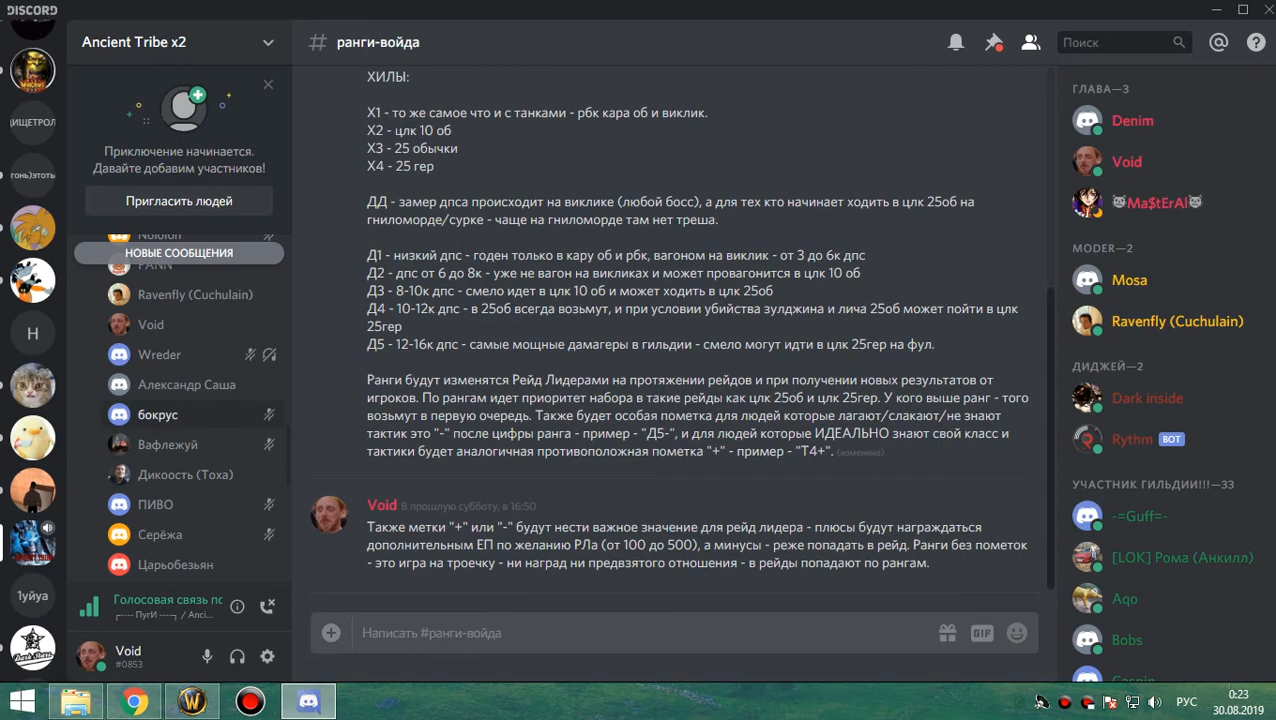 DISCORD
Ancient Tribe x2
# ранги-войда
Поиск
ДИЩЕТРОЛ
гонь)этоть
Н
1уйуа
Приключение начинается.
Давайте добавим участников!
Пригласить людей
НОВЫЕ СООБЩЕНИЯ
PANN
Ravenfly (Cuchulain)
Void
Wreder
Александр Саша
бокрус
Вафлежуй
Дикость (Тоха)
ПИВО
Серёжа
Царьобезьян
Голосовая связь по
ПугИ ----┐ / Anci...
Void
#0853
ХИЛЫ:
Х1 - то же самое что и с танками - рбк кара об и виклик.
Х2 - цлк 10 об
Х3 - 25 обычки
Х4 - 25 гер
ДД - замер дпса происходит на виклике (любой босс), а для тех кто начинает ходить в цлк 25об на
гниломорде/сурке - чаще на гниломорде там нет треша.
Д1 - низкий дпс - годен только в кару об и рбк, вагоном на виклик - от 3 до 6к дпс
Д2 - дпс от 6 до 8к - уже не вагон на викликах и может провагонится в цлк 10 об
Д3 - 8-10к дпс - смело идет в цлк 10 об и может ходить в цлк 25об
Д4 - 10-12к дпс - в 25об всегда возьмут, и при условии убийства зулджина и лича 25об может пойти в цлк
25гер
Д5 - 12-16к дпс - самые мощные дамагеры в гильдии - смело могут идти в цлк 25гер на фул.
Ранги будут изменятся Рейд Лидерами на протяжении рейдов и при получении новых результатов от
игроков. По рангам идет приоритет набора в такие рейды как цлк 25об и цлк 25гер. У кого выше ранг - того
возьмут в первую очередь. Также будет особая пометка для людей которые лагают/слакают/не знают
тактик это "-" после цифры ранга - пример - "Д5-", и для людей которые ИДЕАЛЬНО знают свой класс и
тактики будет аналогичная противоположная пометка "+" - пример - "Т4+". (изменено)
Void В прошлую субботу, в 16:50
Также метки "+" или "-" будут нести важное значение для рейд лидера - плюсы будут награждаться
дополнительным ЕП по желанию РЛа (от 100 до 500), а минусы - реже попадать в рейд. Ранги без пометок
- это игра на троечку - ни наград ни предвзятого отношения - в рейды попадают по рангам.
Написать #ранги-войда
GIF
ГЛАВА—3
Denim
Void
Ma$tErAl
MODER—2
Mosa
Ravenfly (Cuchulain)
ДИДЖЕЙ—2
Dark inside
Rythm BOT
УЧАСТНИК ГИЛЬДИИ!!!—33
-=Guff=-
[LOK] Рома (Анкилл)
Aqo
Bobs
Caspin
РУС
0:23
30.08.2019